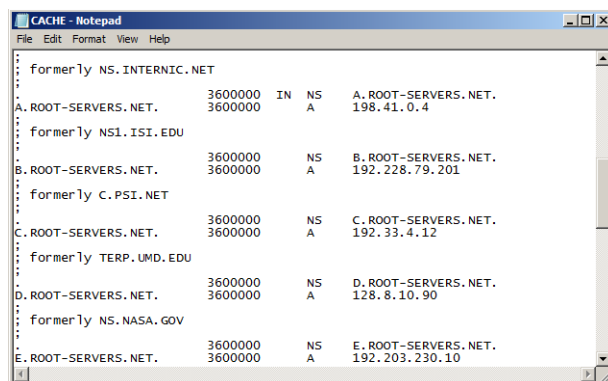 CACHE - Notepad
File Edit Format View Help
;
; formerly NS.INTERNIC.NET
;
. 3600000 IN NS A.ROOT-SERVERS.NET.
A.ROOT-SERVERS.NET. 3600000 A 198.41.0.4
;
; formerly NS1.ISI.EDU
;
. 3600000 NS B.ROOT-SERVERS.NET.
B.ROOT-SERVERS.NET. 3600000 A 192.228.79.201
;
; formerly C.PSI.NET
;
. 3600000 NS C.ROOT-SERVERS.NET.
C.ROOT-SERVERS.NET. 3600000 A 192.33.4.12
;
; formerly TERP.UMD.EDU
;
. 3600000 NS D.ROOT-SERVERS.NET.
D.ROOT-SERVERS.NET. 3600000 A 128.8.10.90
;
; formerly NS.NASA.GOV
;
. 3600000 NS E.ROOT-SERVERS.NET.
E.ROOT-SERVERS.NET. 3600000 A 192.203.230.10